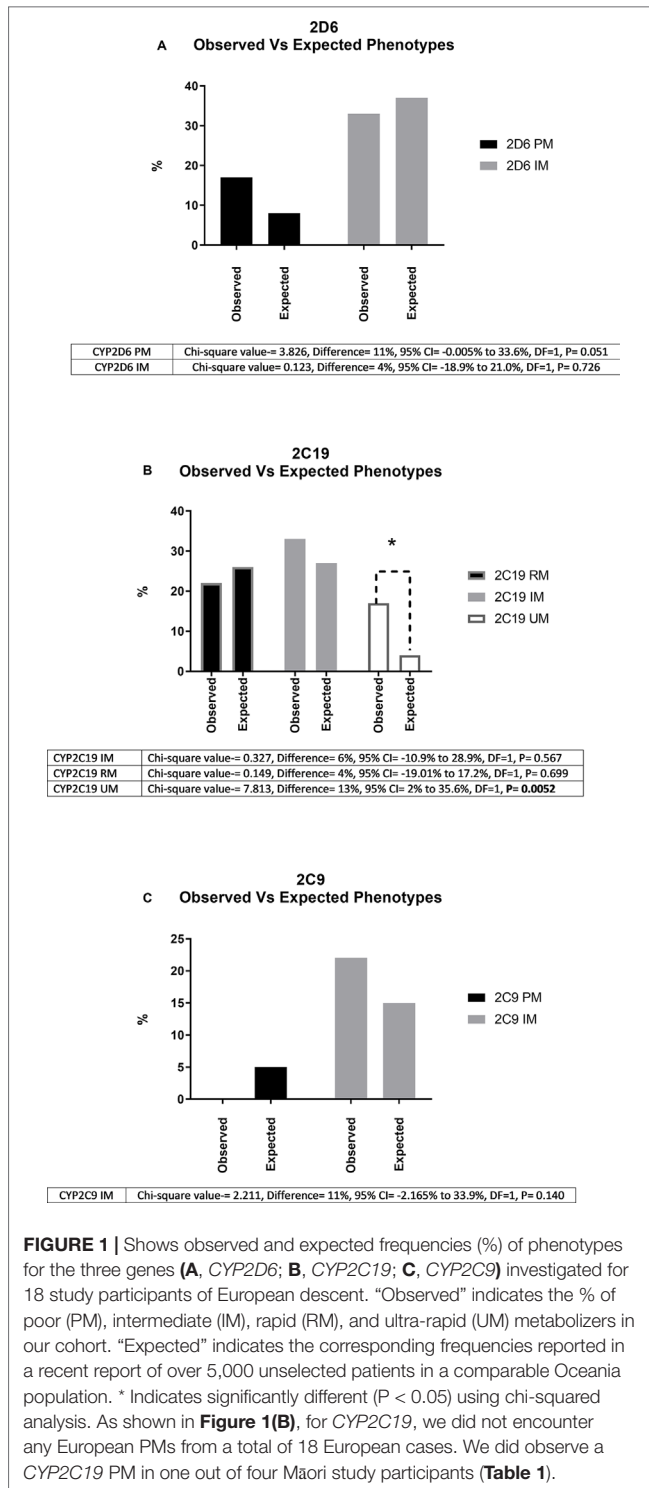 2D6
A Observed Vs Expected Phenotypes
40
30
20
10
0
%
Observed
Expected
Observed
Expected
2D6 PM
2D6 IM
CYP2D6 PM Chi-square value-= 3.826, Difference= 11%, 95% CI= -0.005% to 33.6%, DF=1, P= 0.051
CYP2D6 IM Chi-square value= 0.123, Difference= 4%, 95% CI= -18.9% to 21.0%, DF=1, P= 0.726
2C19
B Observed Vs Expected Phenotypes
40
30
20
10
0
%
*
Observed
Expected
Observed
Expected
Observed
Expected
2C19 RM
2C19 IM
2C19 UM
CYP2C19 IM Chi-square value-= 0.327, Difference= 6%, 95% CI= -10.9% to 28.9%, DF=1, P= 0.567
CYP2C19 RM Chi-square value-= 0.149, Difference= 4%, 95% CI= -19.01% to 17.2%, DF=1, P= 0.699
CYP2C19 UM Chi-square value-= 7.813, Difference= 13%, 95% CI= 2% to 35.6%, DF=1, P= 0.0052
2C9
C Observed Vs Expected Phenotypes
25
20
15
10
5
0
%
Observed
Expected
Observed
Expected
2C9 PM
2C9 IM
CYP2C9 IM Chi-square value-= 2.211, Difference= 11%, 95% CI= -2.165% to 33.9%, DF=1, P= 0.140
FIGURE 1 | Shows observed and expected frequencies (%) of phenotypes
for the three genes (A, CYP2D6; B, CYP2C19; C, CYP2C9) investigated for
18 study participants of European descent. “Observed” indicates the % of
poor (PM), intermediate (IM), rapid (RM), and ultra-rapid (UM) metabolizers in
our cohort. “Expected” indicates the corresponding frequencies reported in
a recent report of over 5,000 unselected patients in a comparable Oceania
population. * Indicates significantly different (P < 0.05) using chi-squared
analysis. As shown in Figure 1(B), for CYP2C19, we did not encounter
any European PMs from a total of 18 European cases. We did observe a
CYP2C19 PM in one out of four Māori study participants (Table 1).